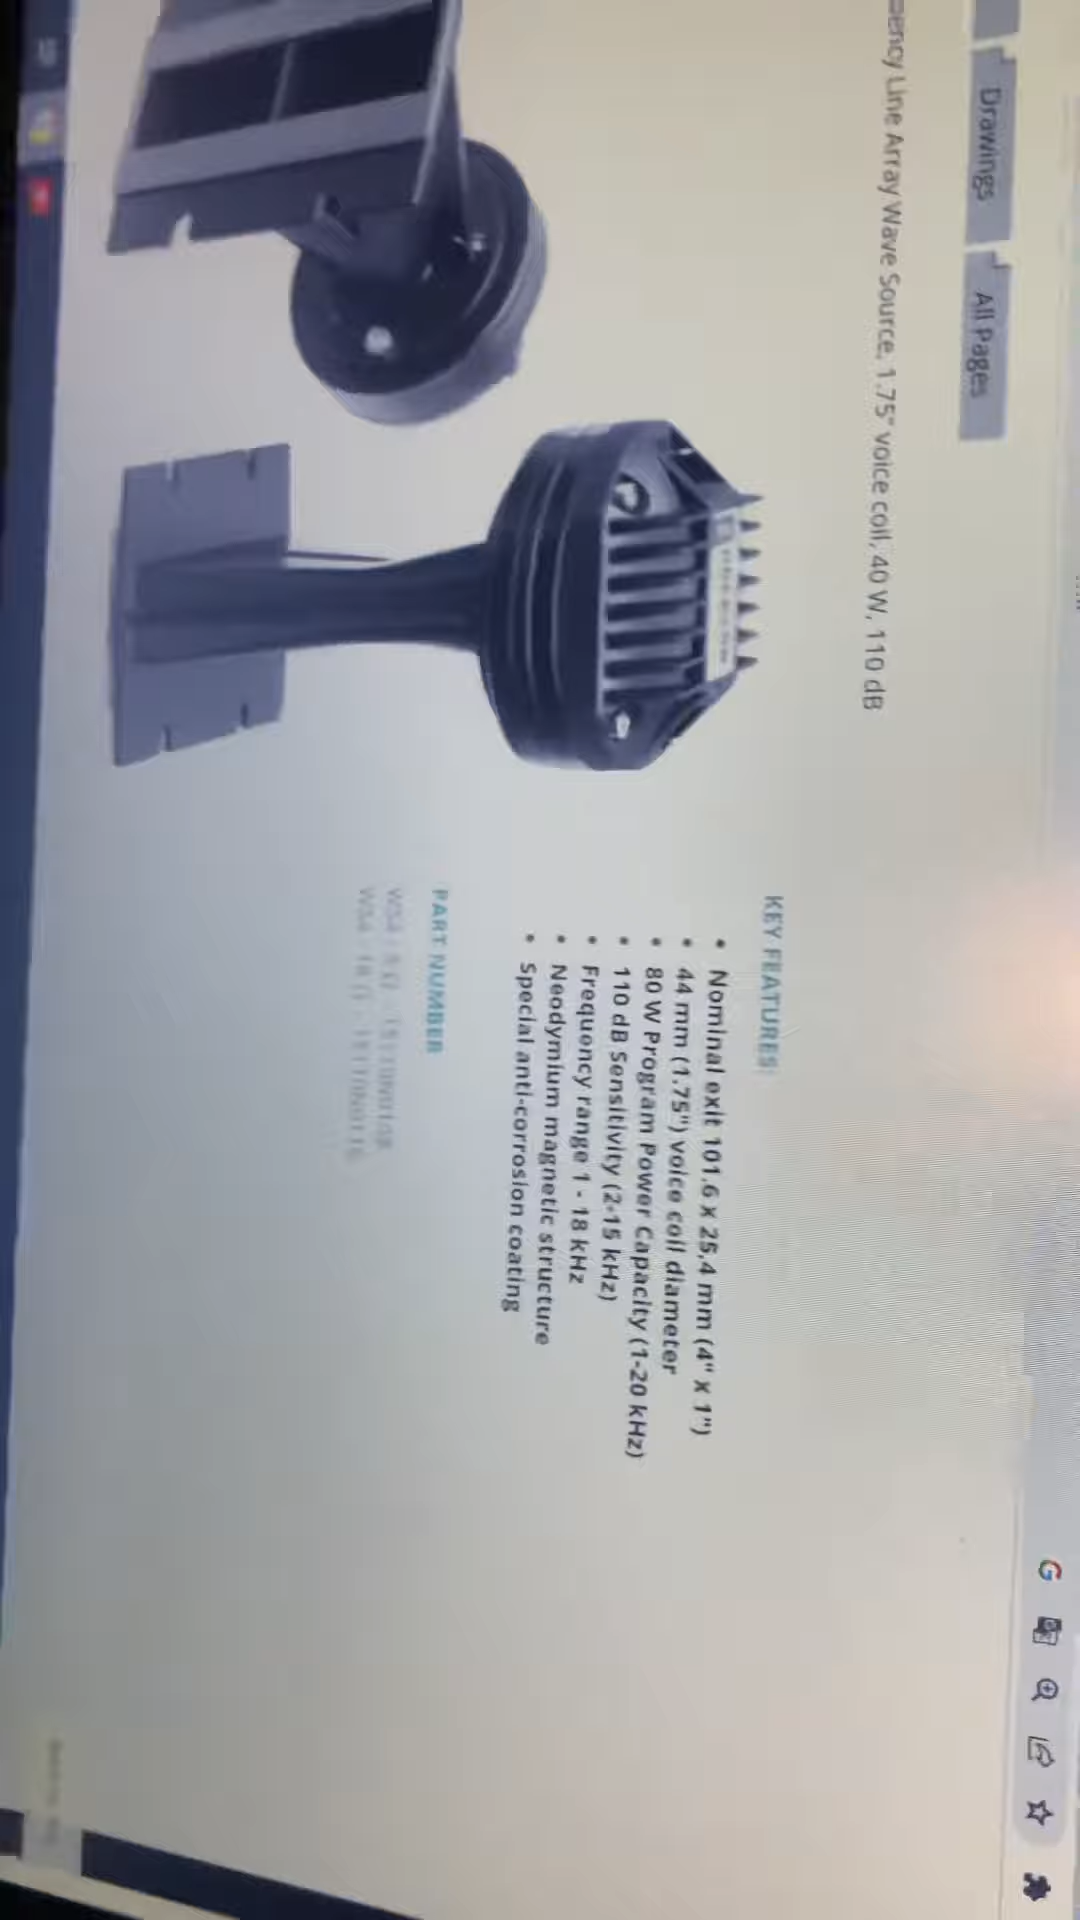 Drawings
All Pages
Line Array Wave Source, 1.75" voice coil, 40 W, 110 dB
KEY FEATURES:
• Nominal exit 101.6 x 25,4 mm (4" x 1")
• 44 mm (1.75") voice coil diameter
• 80 W Program Power Capacity (1-20 kHz)
• 110 dB Sensitivity (2-15 kHz)
• Frequency range 1 - 18 kHz
• Neodymium magnetic structure
• Special anti-corrosion coating
PART NUMBER